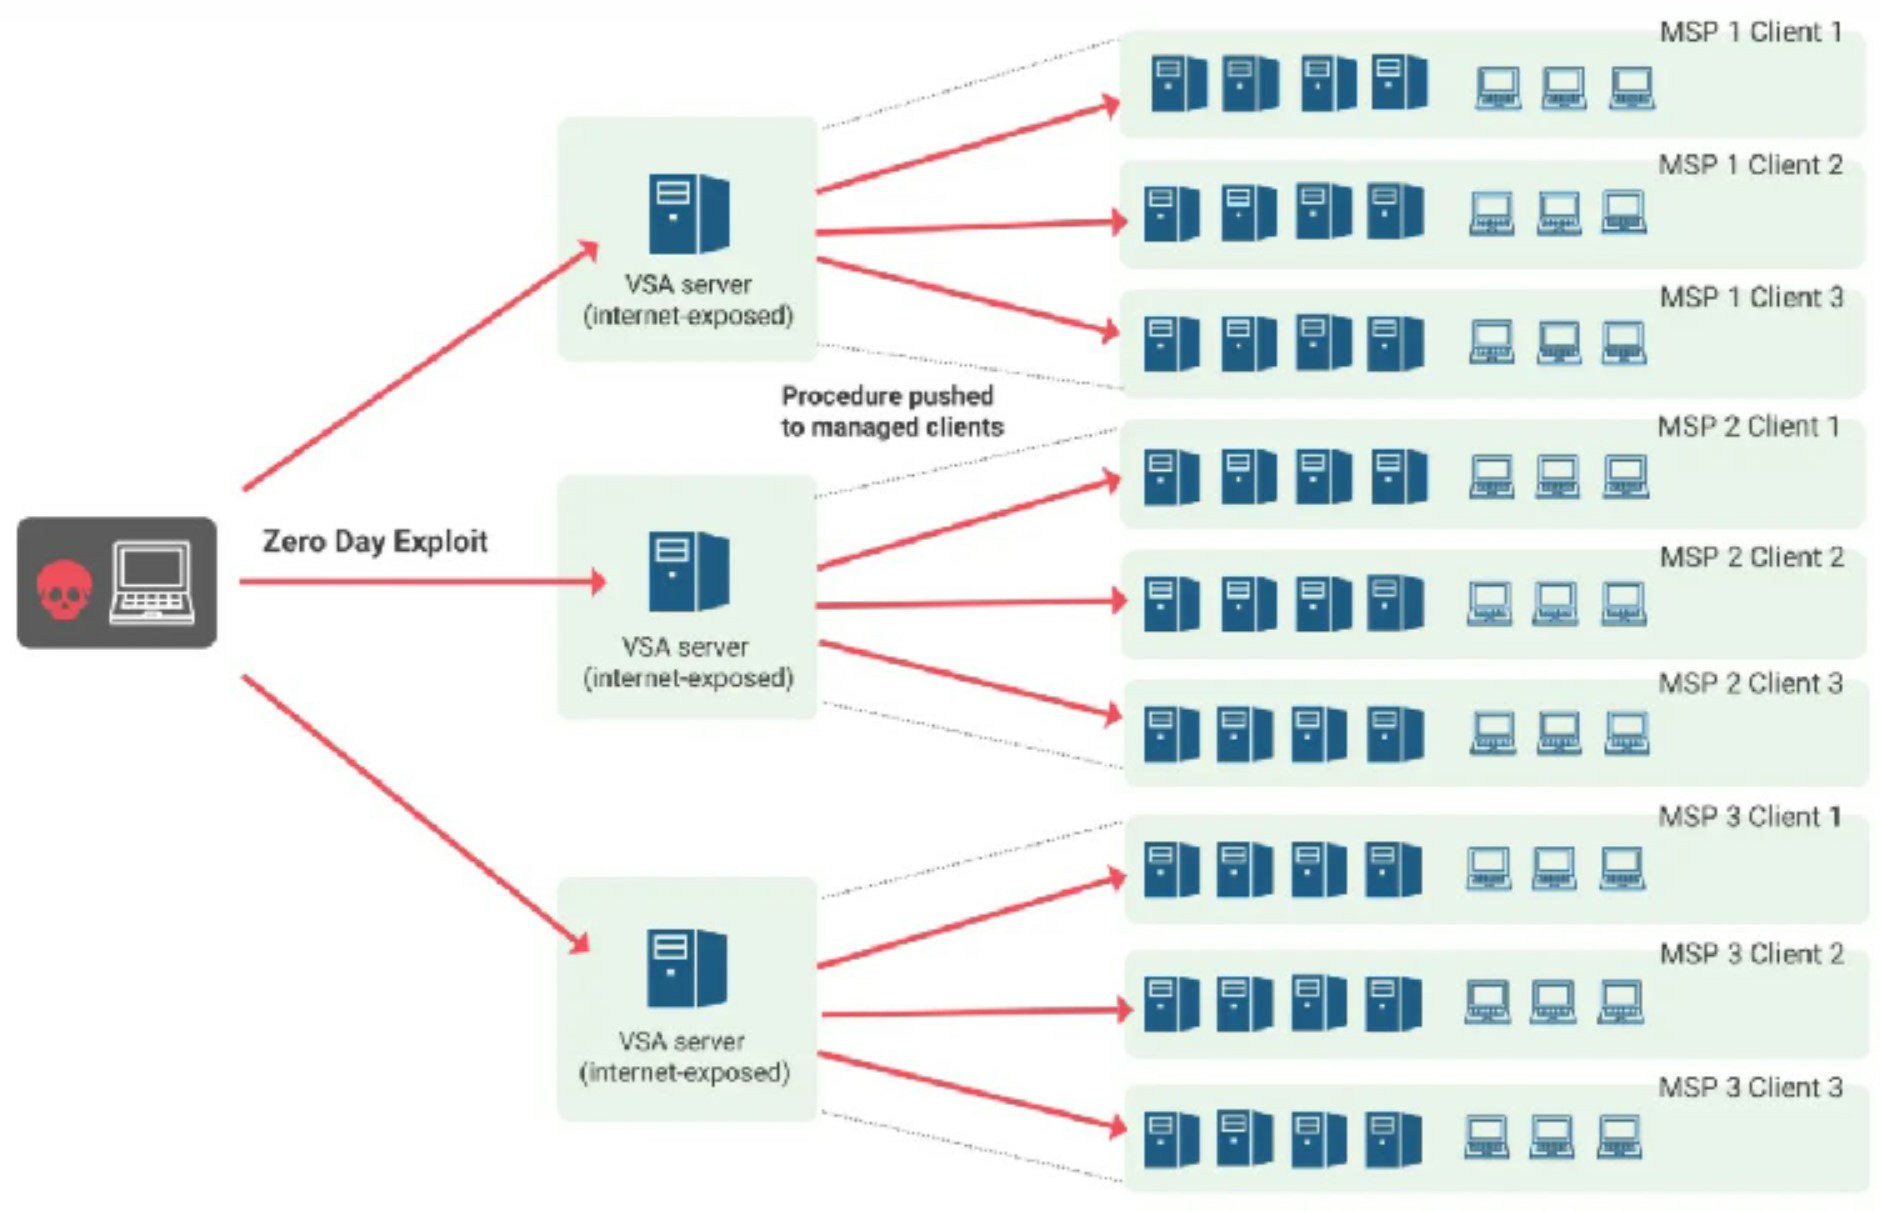 Zero Day Exploit
VSA server
(internet-exposed)
VSA server
(internet-exposed)
VSA server
(internet-exposed)
Procedure pushed
to managed clients
MSP 1 Client 1
MSP 1 Client 2
MSP 1 Client 3
MSP 2 Client 1
MSP 2 Client 2
MSP 2 Client 3
MSP 3 Client 1
MSP 3 Client 2
MSP 3 Client 3